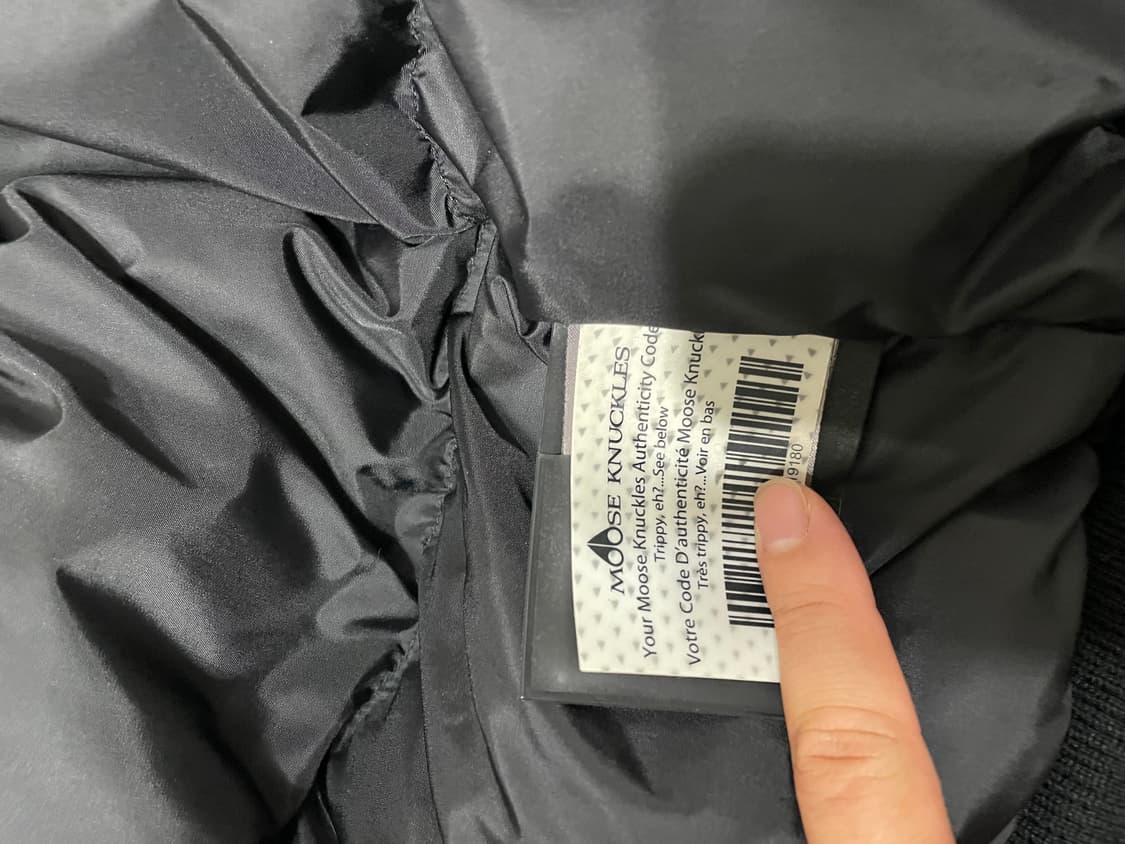 MOOSE KNUCKLES
Your Moose Knuckles Authenticity Code
Trippy, eh?...See below
Votre Code D'authenticité Moose Knuck
Très trippy, eh?...Voir en bas
9180